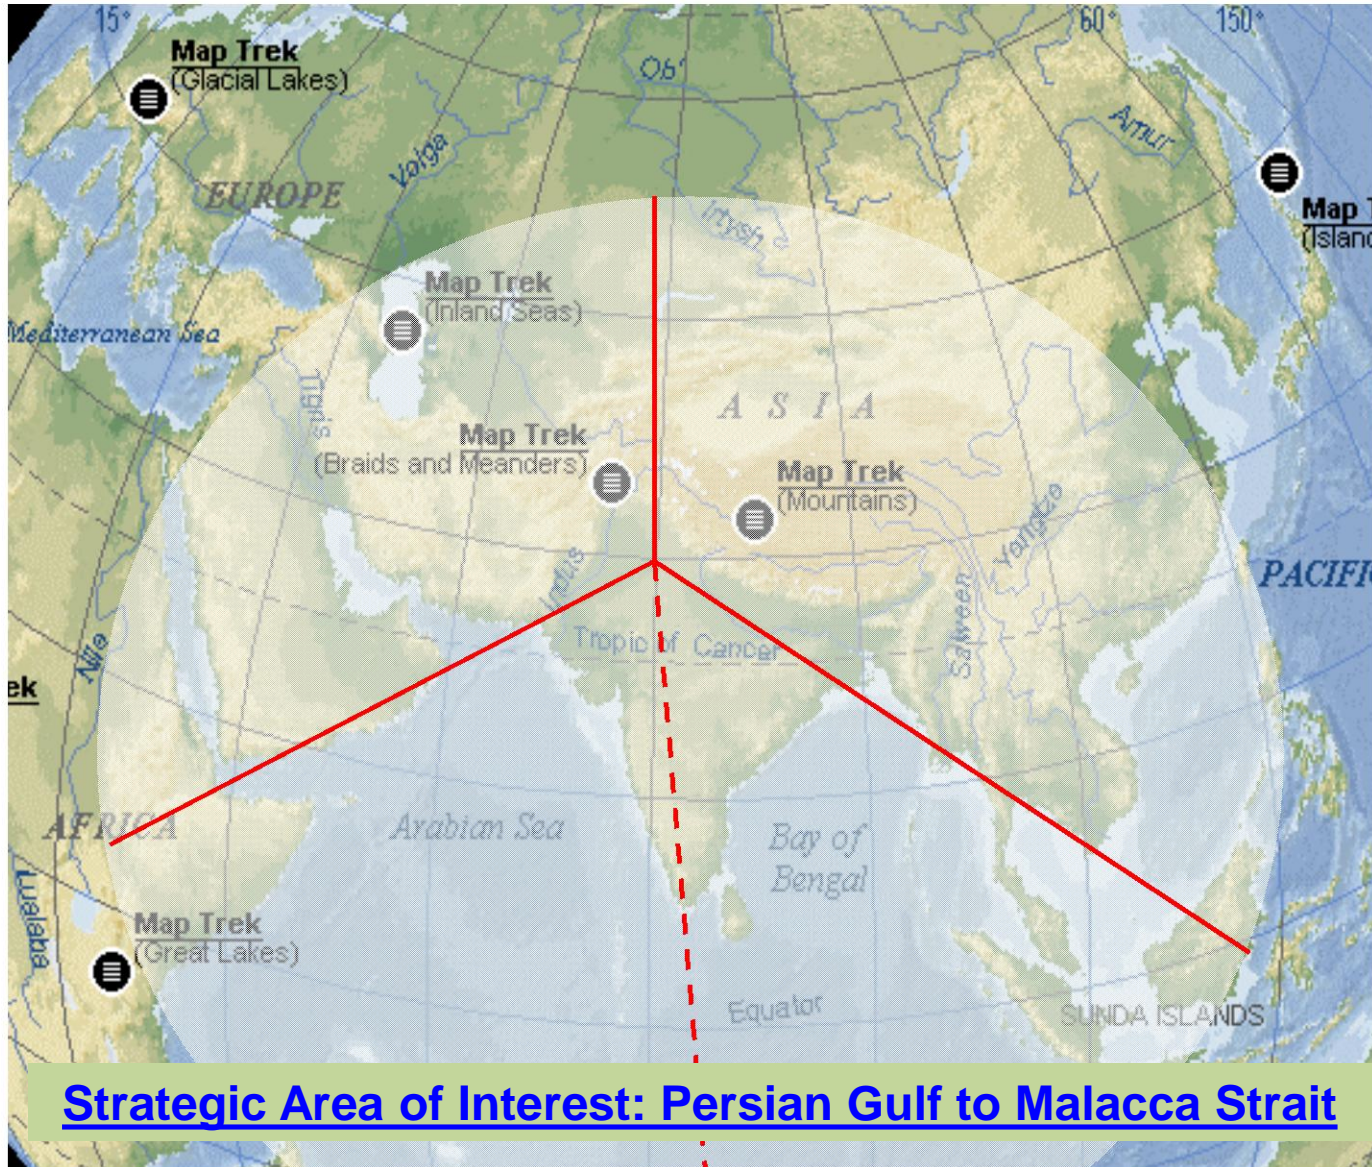 15°
60°
150°
Map Trek
(Glacial Lakes)
Ob'
Amur
Volga
EUROPE
Irtysh
Map T
(Island
Map Trek
(Inland Seas)
Mediterranean Sea
Tigris
ASIA
Map Trek
(Braids and Meanders)
Map Trek
(Mountains)
Yangtze
Indus
PACIFI
Salween
Nile
Tropic of Cancer
ek
AFRICA
Arabian Sea
Bay of
Bengal
Lualaba
Map Trek
(Great Lakes)
Equator
SUNDA ISLANDS
Strategic Area of Interest: Persian Gulf to Malacca Strait